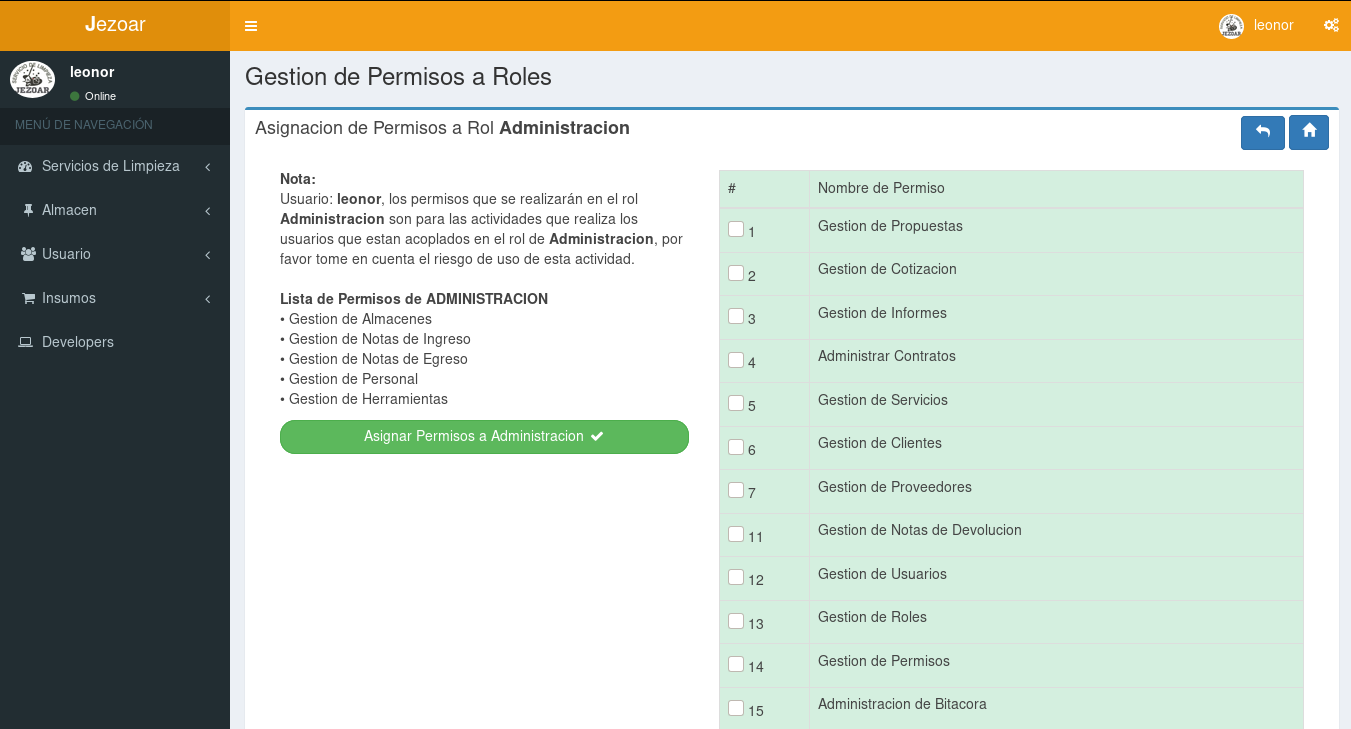 Jezoar
leonor
leonor
Online
MENÚ DE NAVEGACIÓN
Servicios de Limpieza
Almacen
Usuario
Insumos
Developers
Gestion de Permisos a Roles
Asignacion de Permisos a Rol Administracion
Nota:
Usuario: leonor, los permisos que se realizarán en el rol
Administracion son para las actividades que realiza los
usuarios que estan acoplados en el rol de Administracion, por
favor tome en cuenta el riesgo de uso de esta actividad.
Lista de Permisos de ADMINISTRACION
• Gestion de Almacenes
• Gestion de Notas de Ingreso
• Gestion de Notas de Egreso
• Gestion de Personal
• Gestion de Herramientas
Asignar Permisos a Administracion
# Nombre de Permiso
1 Gestion de Propuestas
2 Gestion de Cotizacion
3 Gestion de Informes
4 Administrar Contratos
5 Gestion de Servicios
6 Gestion de Clientes
7 Gestion de Proveedores
11 Gestion de Notas de Devolucion
12 Gestion de Usuarios
13 Gestion de Roles
14 Gestion de Permisos
15 Administracion de Bitacora